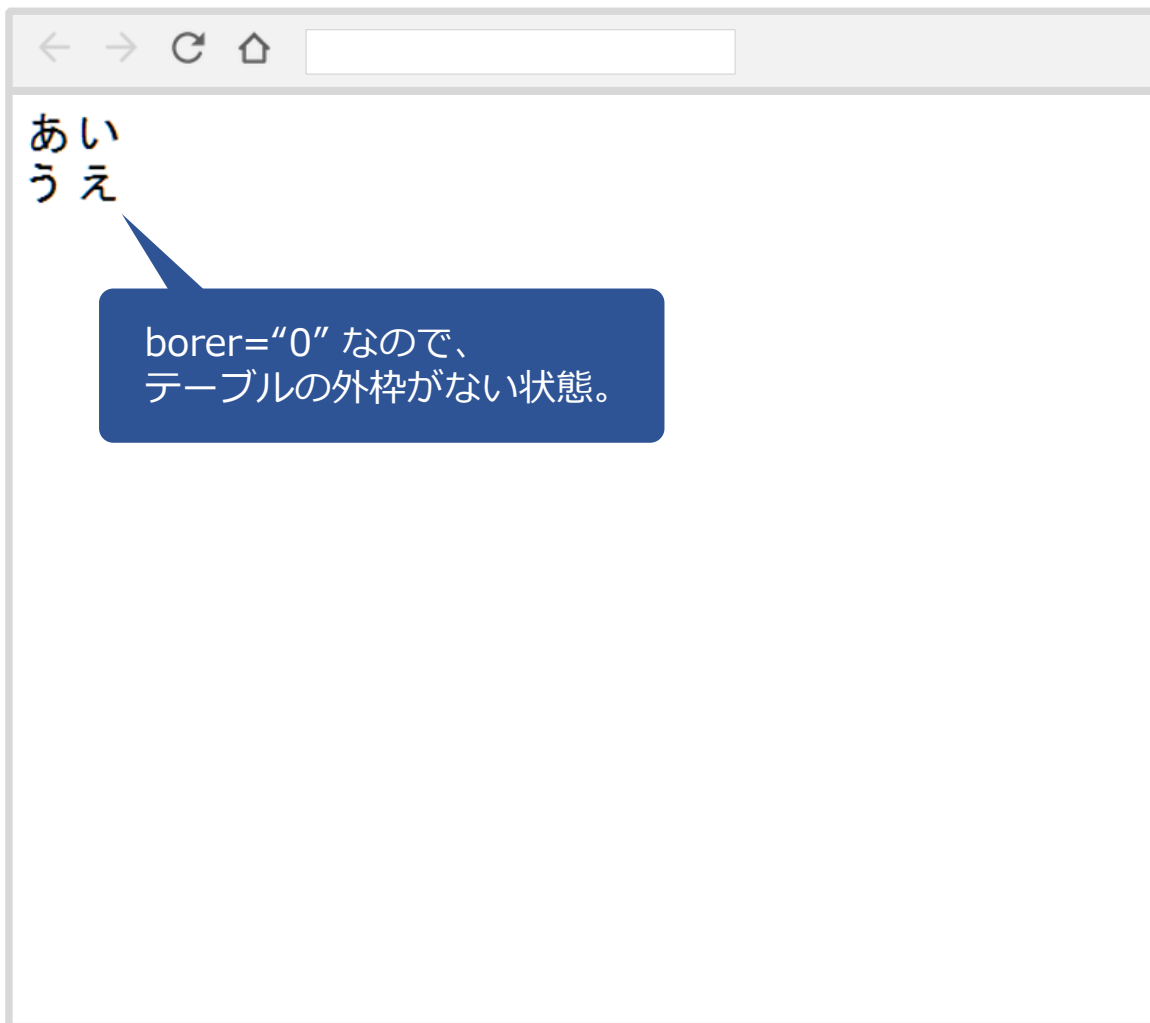 あ い
う え
borer=“0” なので、
テーブルの外枠がない状態。